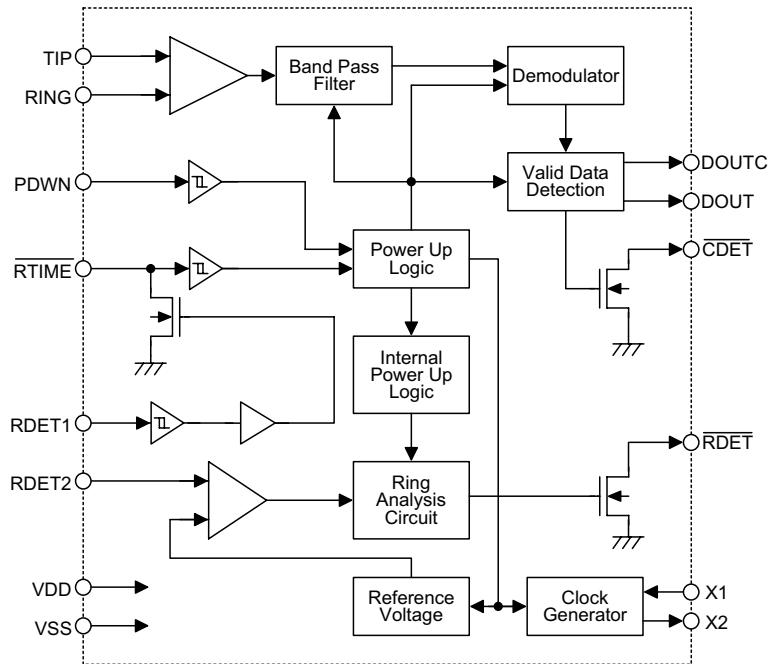 TIP
RING
Band Pass
Filter
Demodulator
PDWN
Valid Data
Detection
DOUTC
DOUT
CDET
RTIME
Power Up
Logic
Internal
Power Up
Logic
RDET1
RDET2
Ring
Analysis
Circuit
RDET
VDD
VSS
Reference
Voltage
Clock
Generator
X1
X2